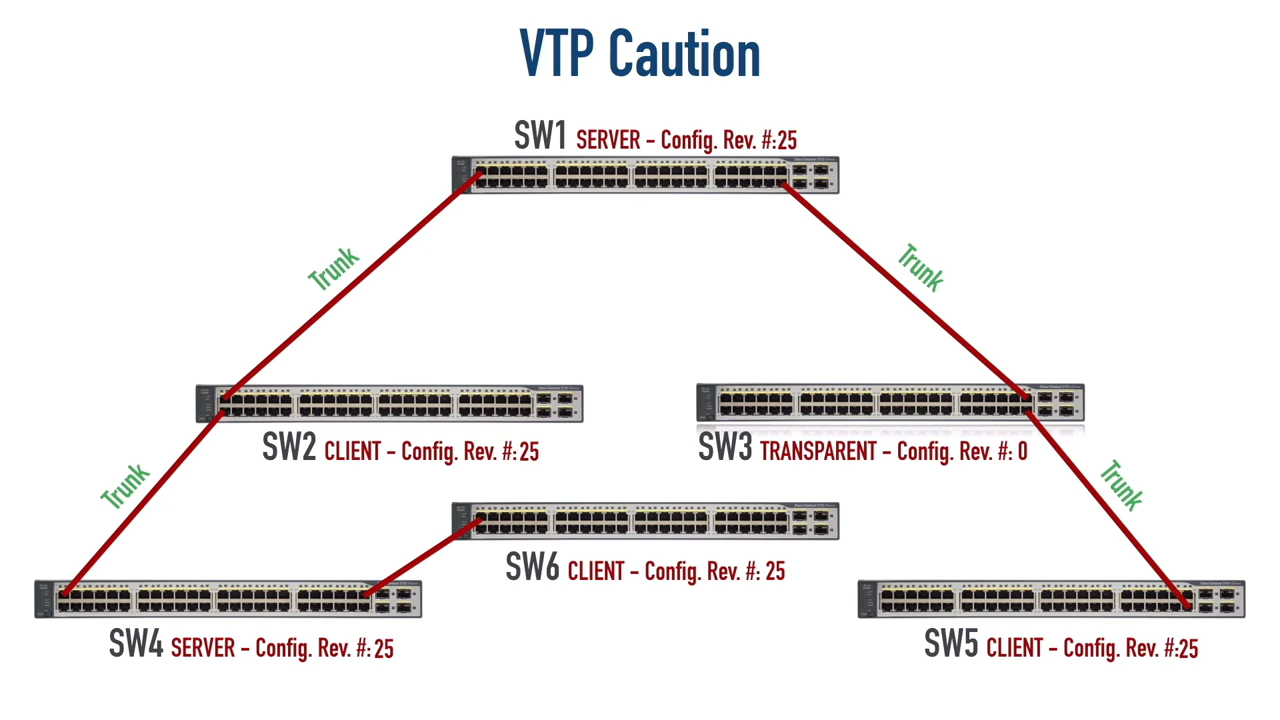 VTP Caution
SW1 SERVER - Config. Rev. #:25
Trunk
Trunk
SW2 CLIENT - Config. Rev. #: 25
SW3 TRANSPARENT - Config. Rev. #: 0
Trunk
Trunk
SW6 CLIENT - Config. Rev. #: 25
SW4 SERVER - Config. Rev. #: 25
SW5 CLIENT - Config. Rev. #:25